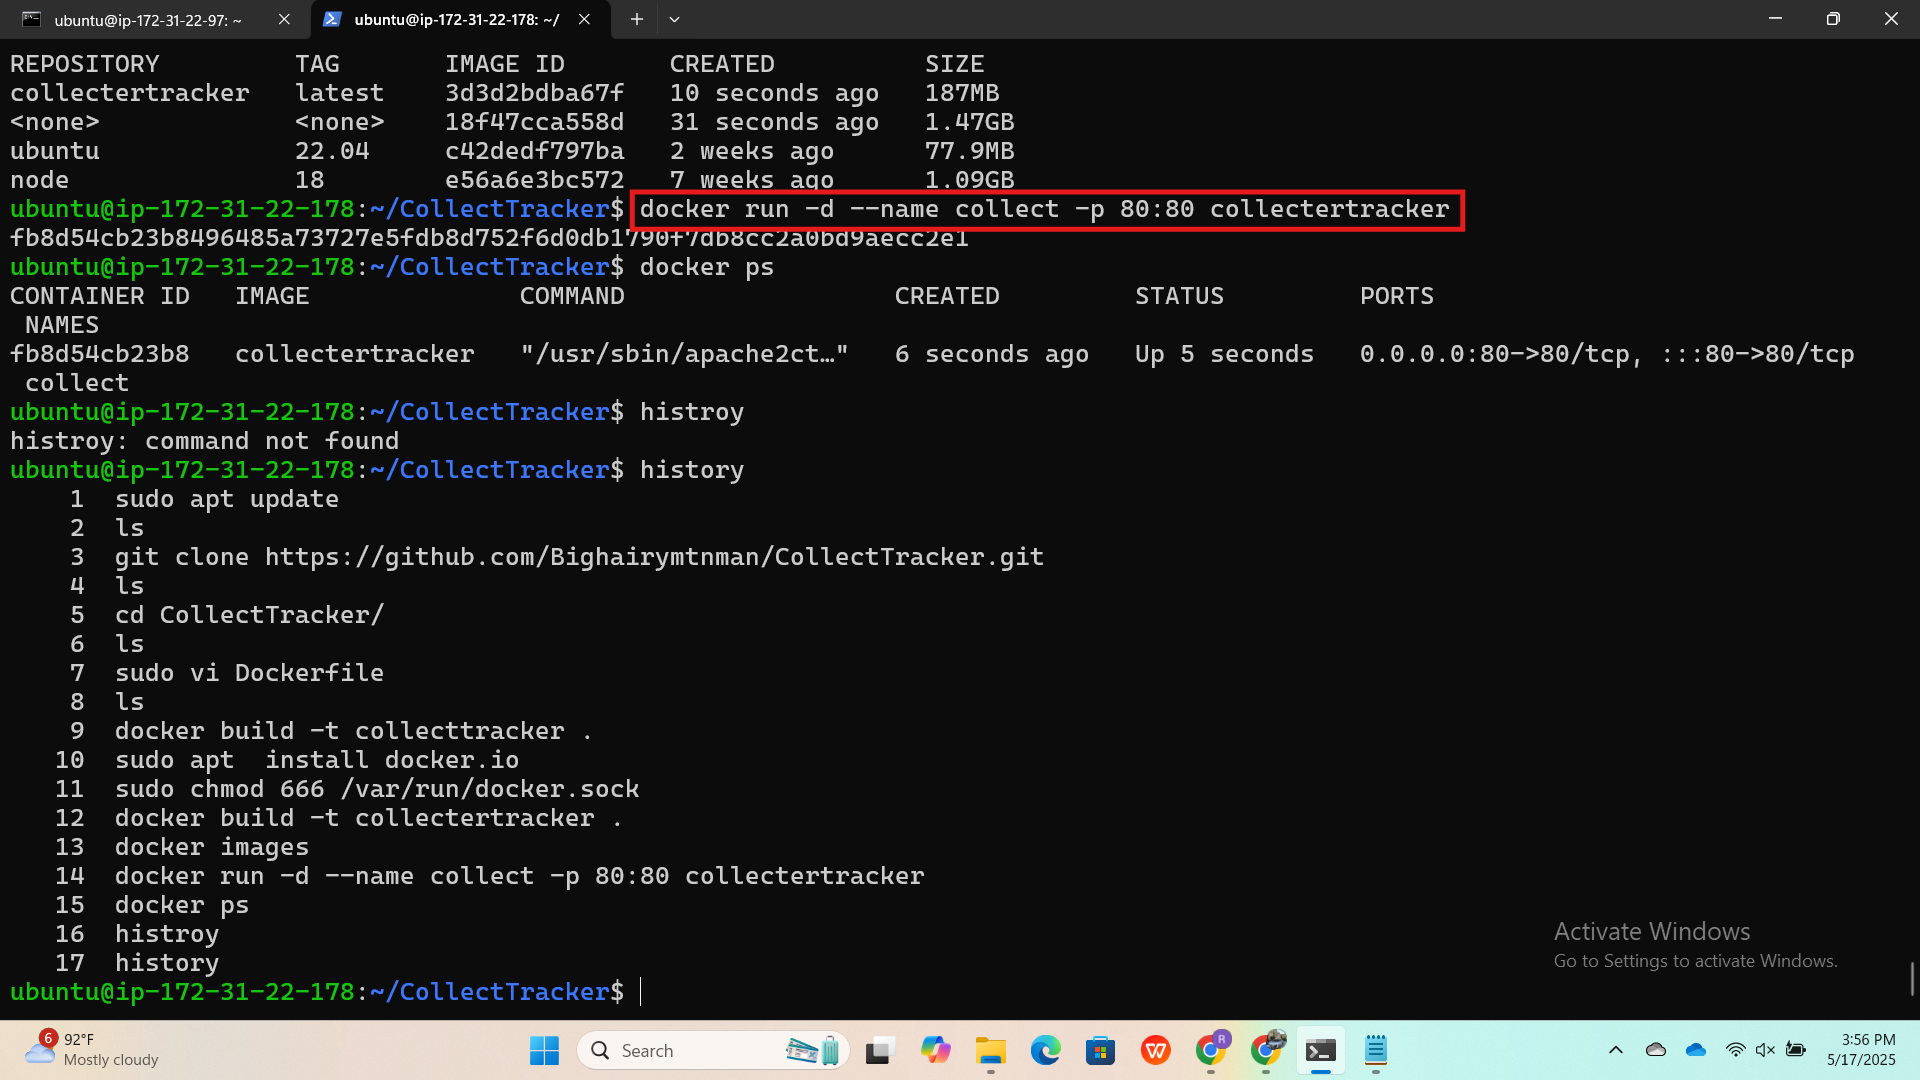 ubuntu@ip-172-31-22-97: ~
ubuntu@ip-172-31-22-178: ~/
REPOSITORY TAG IMAGE ID CREATED SIZE
collectertracker latest 3d3d2bdba67f 10 seconds ago 187MB
<none> <none> 18f47cca558d 31 seconds ago 1.47GB
ubuntu 22.04 c42dedf797ba 2 weeks ago 77.9MB
node 18 e56a6e3bc572 7 weeks ago 1.09GB
ubuntu@ip-172-31-22-178:~/CollectTracker$ docker run -d --name collect -p 80:80 collectertracker
fb8d54cb23b8496485a73727e5fdb8d752f6d0db1790f7db8cc2a0bd9aecc2e1
ubuntu@ip-172-31-22-178:~/CollectTracker$ docker ps
CONTAINER ID IMAGE COMMAND CREATED STATUS PORTS
NAMES
fb8d54cb23b8 collectertracker "/usr/sbin/apache2ct…" 6 seconds ago Up 5 seconds 0.0.0.0:80->80/tcp, :::80->80/tcp
collect
ubuntu@ip-172-31-22-178:~/CollectTracker$ histroy
histroy: command not found
ubuntu@ip-172-31-22-178:~/CollectTracker$ history
1 sudo apt update
2 ls
3 git clone https://github.com/Bighairymtnman/CollectTracker.git
4 ls
5 cd CollectTracker/
6 ls
7 sudo vi Dockerfile
8 ls
9 docker build -t collecttracker .
10 sudo apt  install docker.io
11 sudo chmod 666 /var/run/docker.sock
12 docker build -t collectertracker .
13 docker images
14 docker run -d --name collect -p 80:80 collectertracker
15 docker ps
16 histroy
17 history
ubuntu@ip-172-31-22-178:~/CollectTracker$
Activate Windows
Go to Settings to activate Windows.
6
92°F
Mostly cloudy
Search
R
3:56 PM
5/17/2025